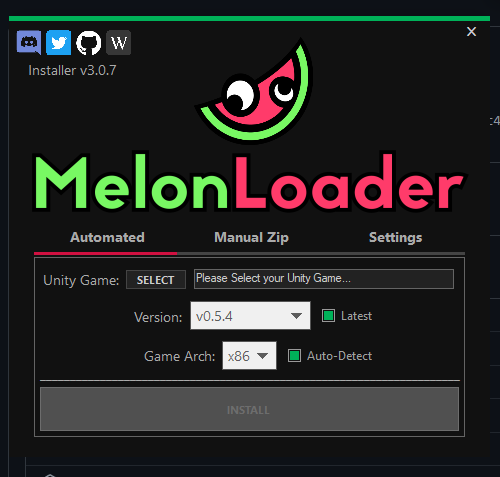 X
W
Installer v3.0.7
MelonLoader
Automated Manual Zip Settings
Unity Game: SELECT Please Select your Unity Game...
Version: v0.5.4 Latest
Game Arch: x86 Auto-Detect
INSTALL